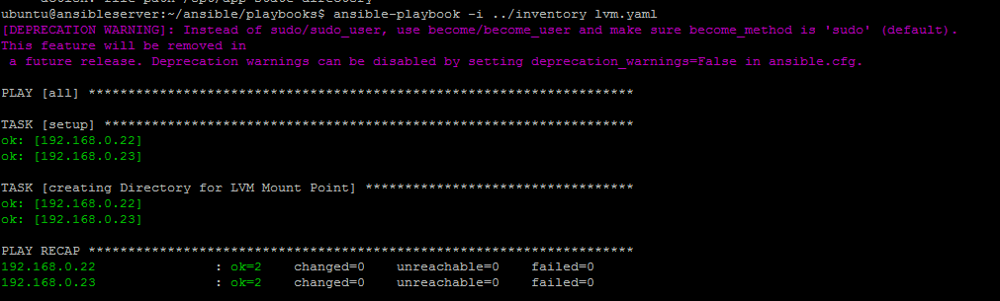 ubuntu@ansibleserver:~/ansible/playbooks$ ansible-playbook -i ../inventory lvm.yaml
[DEPRECATION WARNING]: Instead of sudo/sudo_user, use become/become_user and make sure become_method is 'sudo' (default).
This feature will be removed in
 a future release. Deprecation warnings can be disabled by setting deprecation_warnings=False in ansible.cfg.
PLAY [all] *********************************************************************
TASK [setup] *******************************************************************
ok: [192.168.0.22]
ok: [192.168.0.23]
TASK [creating Directory for LVM Mount Point] **********************************
ok: [192.168.0.22]
ok: [192.168.0.23]
PLAY RECAP *********************************************************************
192.168.0.22               : ok=2    changed=0    unreachable=0    failed=0
192.168.0.23               : ok=2    changed=0    unreachable=0    failed=0